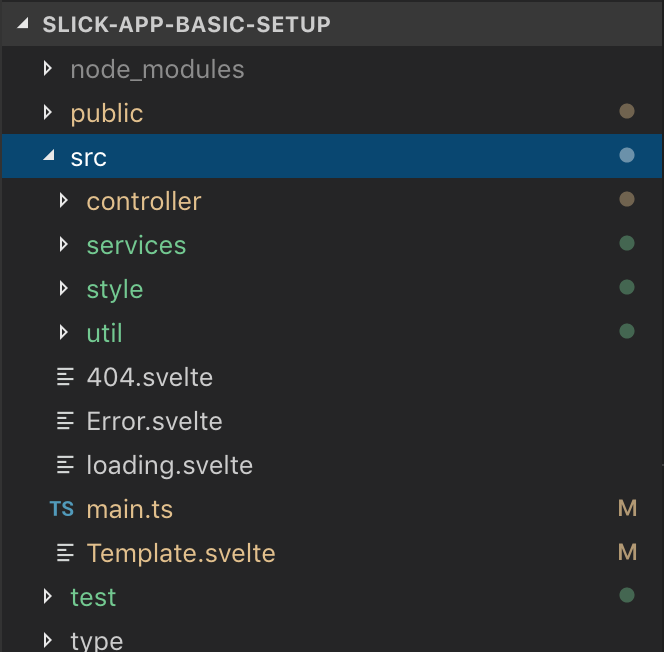 SLICK-APP-BASIC-SETUP
node_modules
public
src
controller
services
style
util
404.svelte
Error.svelte
loading.svelte
TS main.ts M
Template.svelte M
test
type